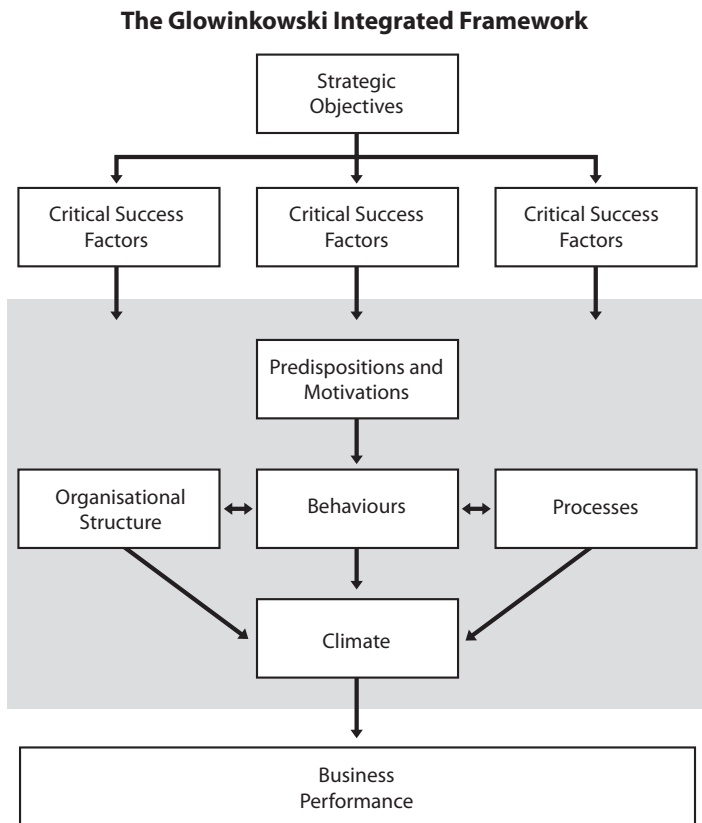 The Glowinkowski Integrated Framework
Strategic
Objectives
Critical Success
Factors
Critical Success
Factors
Critical Success
Factors
Predispositions and
Motivations
Organisational
Structure
Behaviours
Processes
Climate
Business
Performance